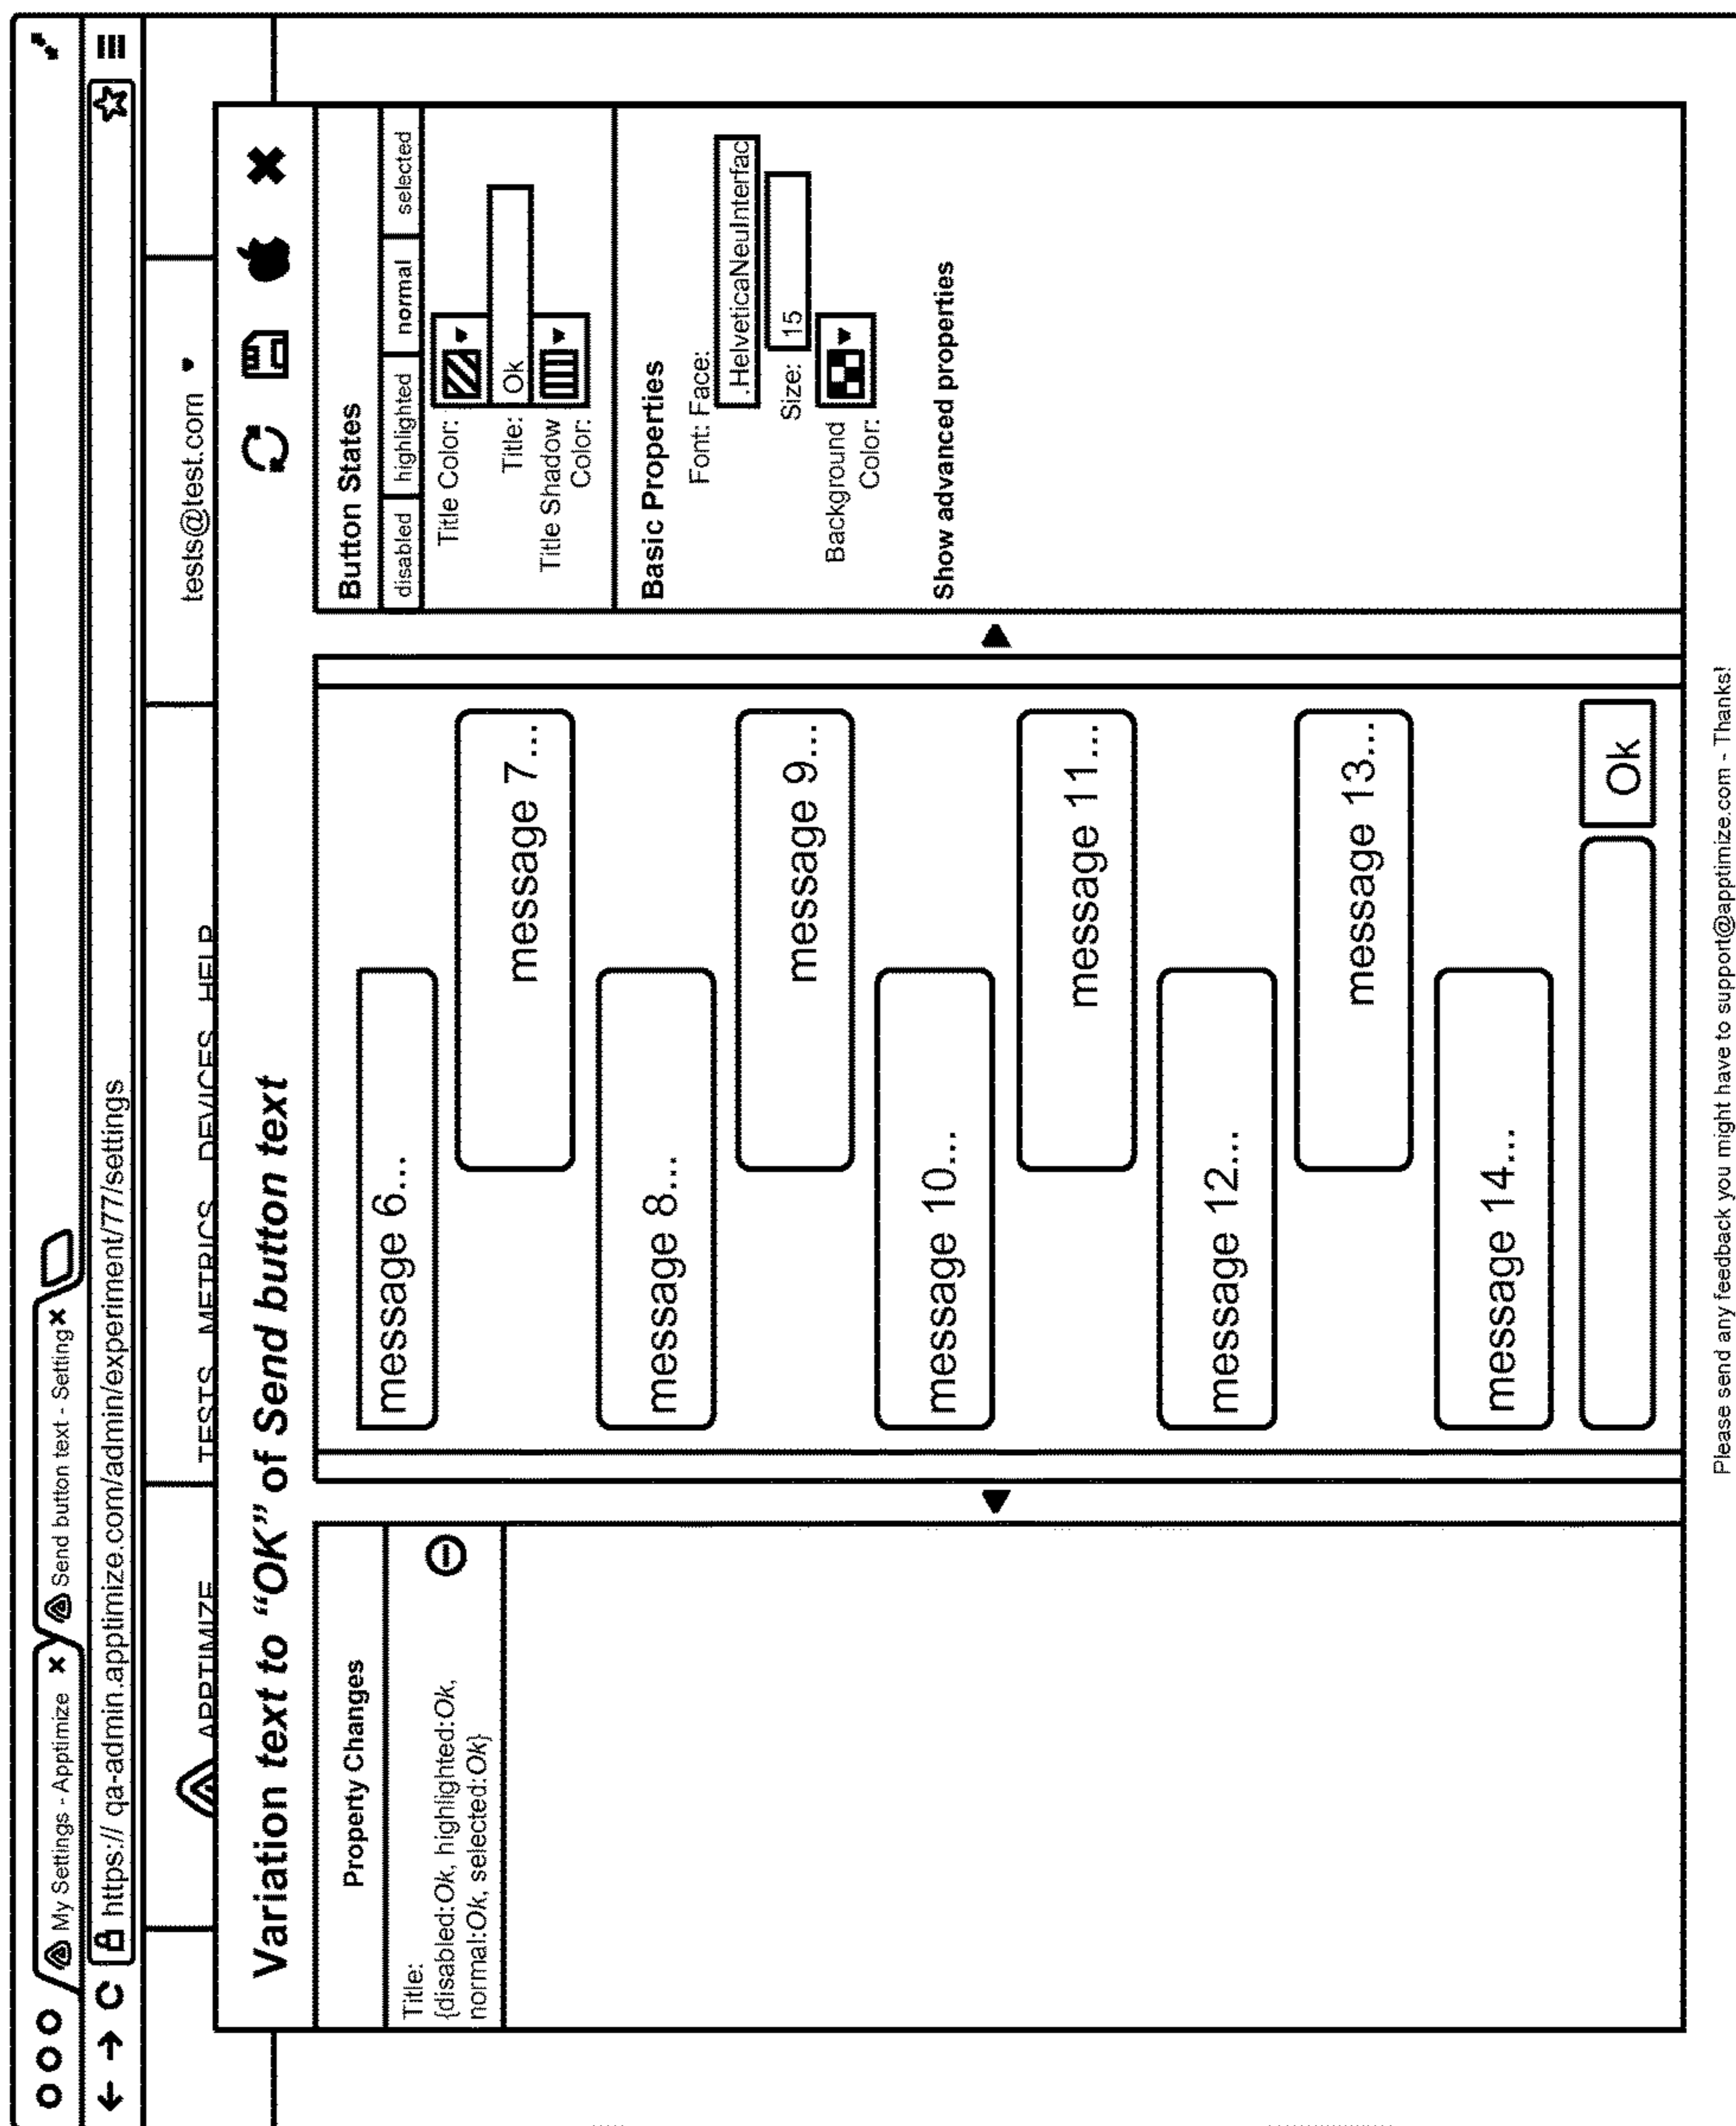 My Settings - Apptimize
Send button text - Setting
https:// qa-admin.apptimize.com/admin/experiment/77/settings
APPTIMIZE
TESTS METRICS DEVICES HELP
tests@test.com
Variation text to “OK” of Send button text
Property Changes
Title:
{disabled:Ok, highlighted:Ok,
normal:Ok, selected:Ok}
message 6...
message 7...
message 8...
message 9...
message 10...
message 11...
message 12...
message 13...
message 14...
Ok
Button States
disabled highlighted normal selected
Title Color:
Title: Ok
Title Shadow
Color:
Basic Properties
Font: Face:
.HelveticaNeuInterfac
Size: 15
Background
Color:
Show advanced properties
Please send any feedback you might have to support@apptimize.com - Thanks!